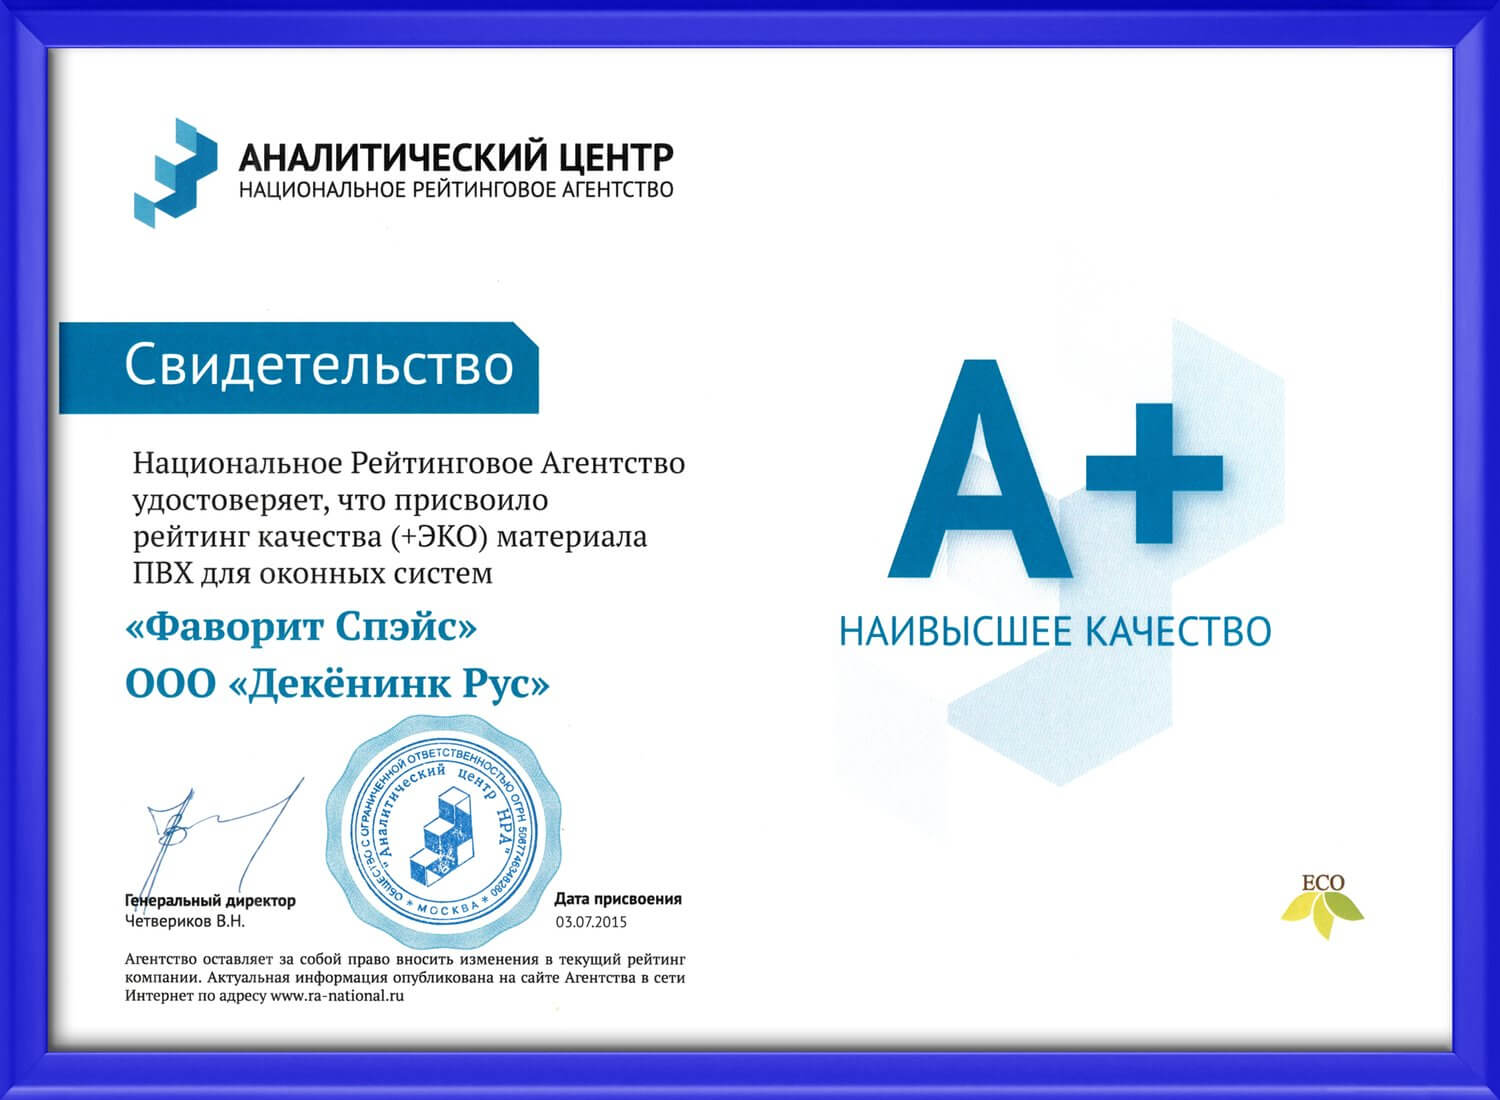 АНАЛИТИЧЕСКИЙ ЦЕНТР
НАЦИОНАЛЬНОЕ РЕЙТИНГОВОЕ АГЕНТСТВО
Свидетельство
Национальное Рейтинговое Агентство
удостоверяет, что присвоило
рейтинг качества (+ЭКО) материала
ПВХ для оконных систем
«Фаворит Спэйс»
ООО «Декёнинк Рус»
A+
НАИВЫСШЕЕ КАЧЕСТВО
ОБЩЕСТВО С ОГРАНИЧЕННОЙ ОТВЕТСТВЕННОСТЬЮ ОГРН 5067746348280
"Аналитический центр НРА"
* МОСКВА *
Генеральный директор
Четвериков В.Н.
Дата присвоения
03.07.2015
ECO
Агентство оставляет за собой право вносить изменения в текущий рейтинг
компании. Актуальная информация опубликована на сайте Агентства в сети
Интернет по адресу www.ra-national.ru